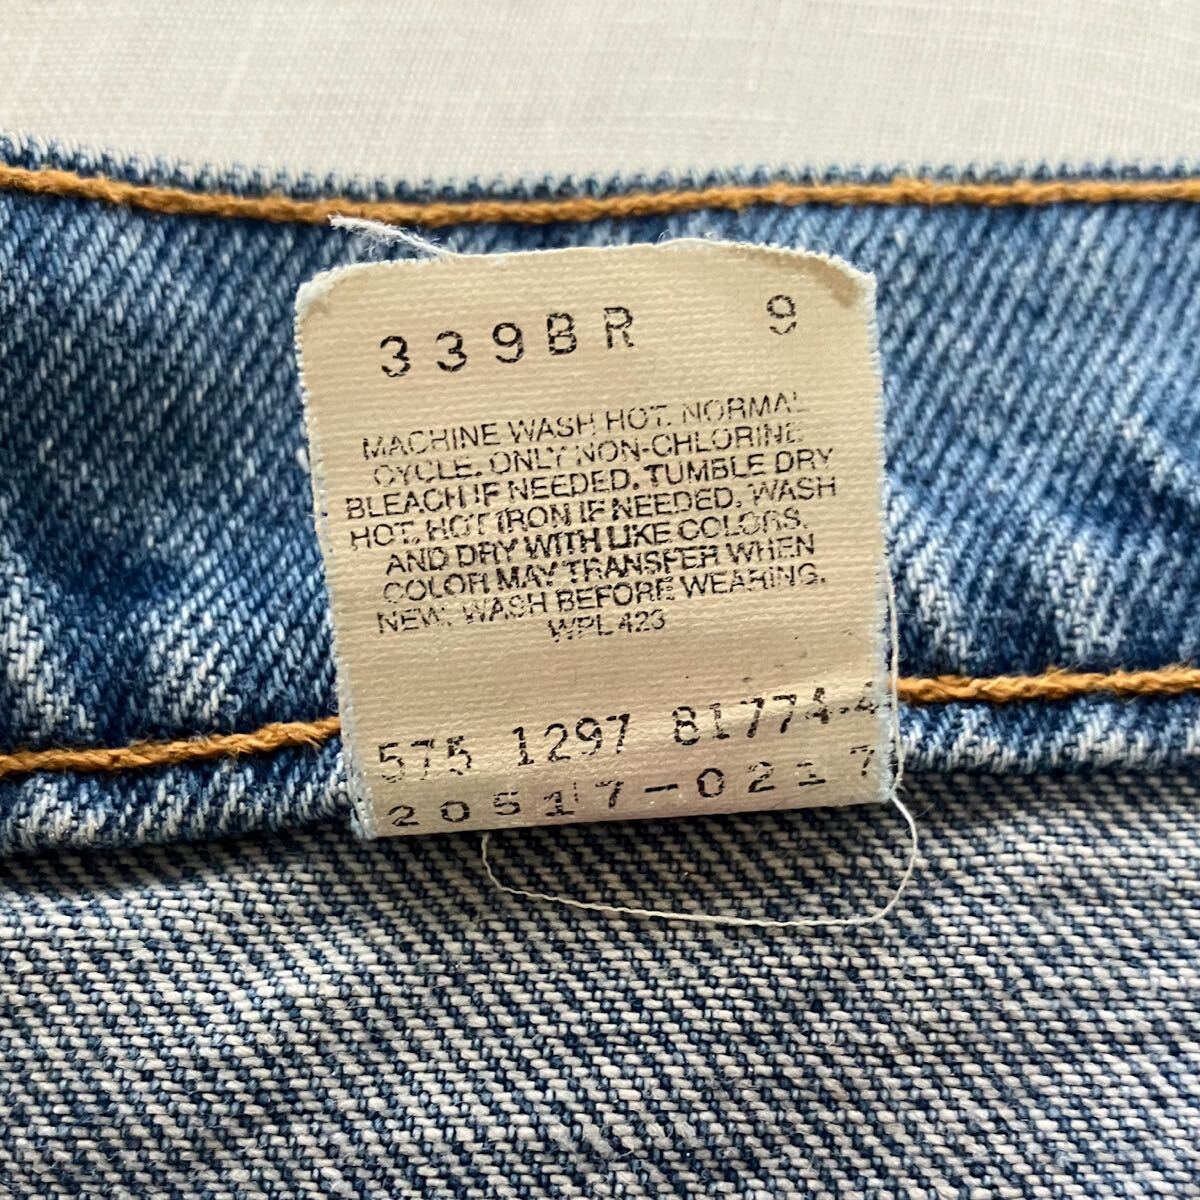 339BR 9
MACHINE WASH HOT. NORMAL
CYCLE. ONLY NON-CHLORINE
BLEACH IF NEEDED. TUMBLE DRY
HOT. HOT IRON IF NEEDED. WASH
AND DRY WITH LIKE COLORS.
COLOR MAY TRANSFER WHEN
NEW. WASH BEFORE WEARING.
WPL 423
575 1297 81774-4
20517-0217